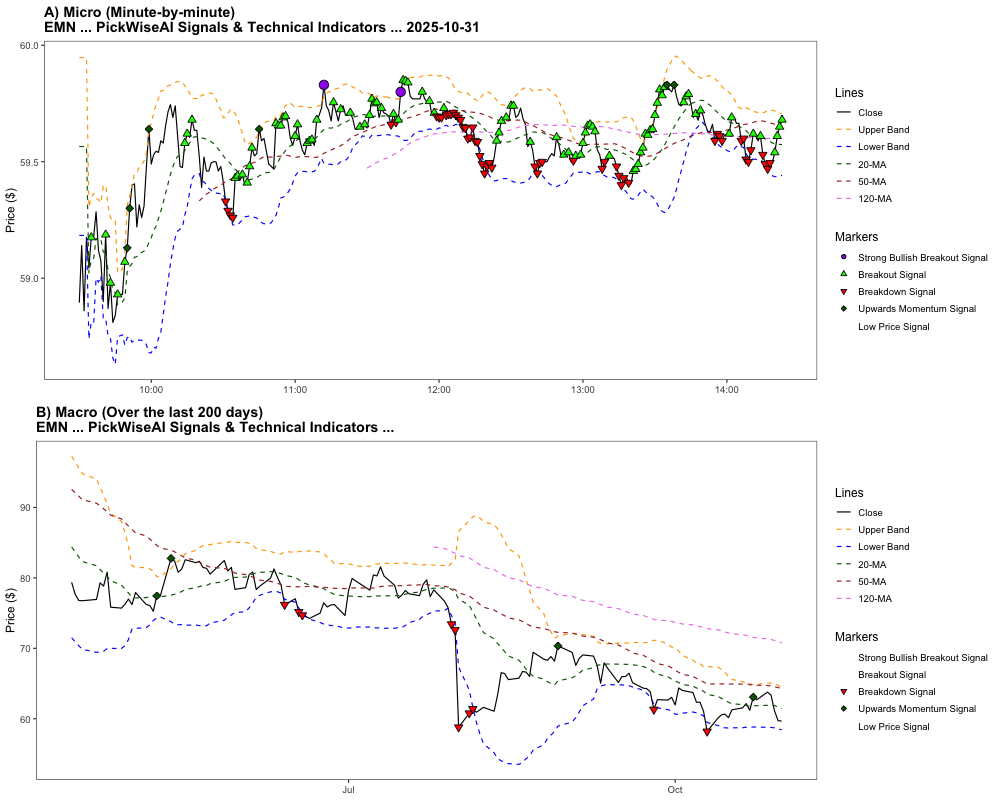 A) Micro (Minute-by-minute)
EMN ... PickWiseAI Signals & Technical Indicators ... 2025-10-31
60.0
59.5
59.0
Price ($)
10:00
11:00
12:00
13:00
14:00
Lines
Close
Upper Band
Lower Band
20-MA
50-MA
120-MA
Markers
Strong Bullish Breakout Signal
Breakout Signal
Breakdown Signal
Upwards Momentum Signal
Low Price Signal
B) Macro (Over the last 200 days)
EMN ... PickWiseAI Signals & Technical Indicators ...
90
80
70
60
Price ($)
Jul
Oct
Lines
Close
Upper Band
Lower Band
20-MA
50-MA
120-MA
Markers
Strong Bullish Breakout Signal
Breakout Signal
Breakdown Signal
Upwards Momentum Signal
Low Price Signal